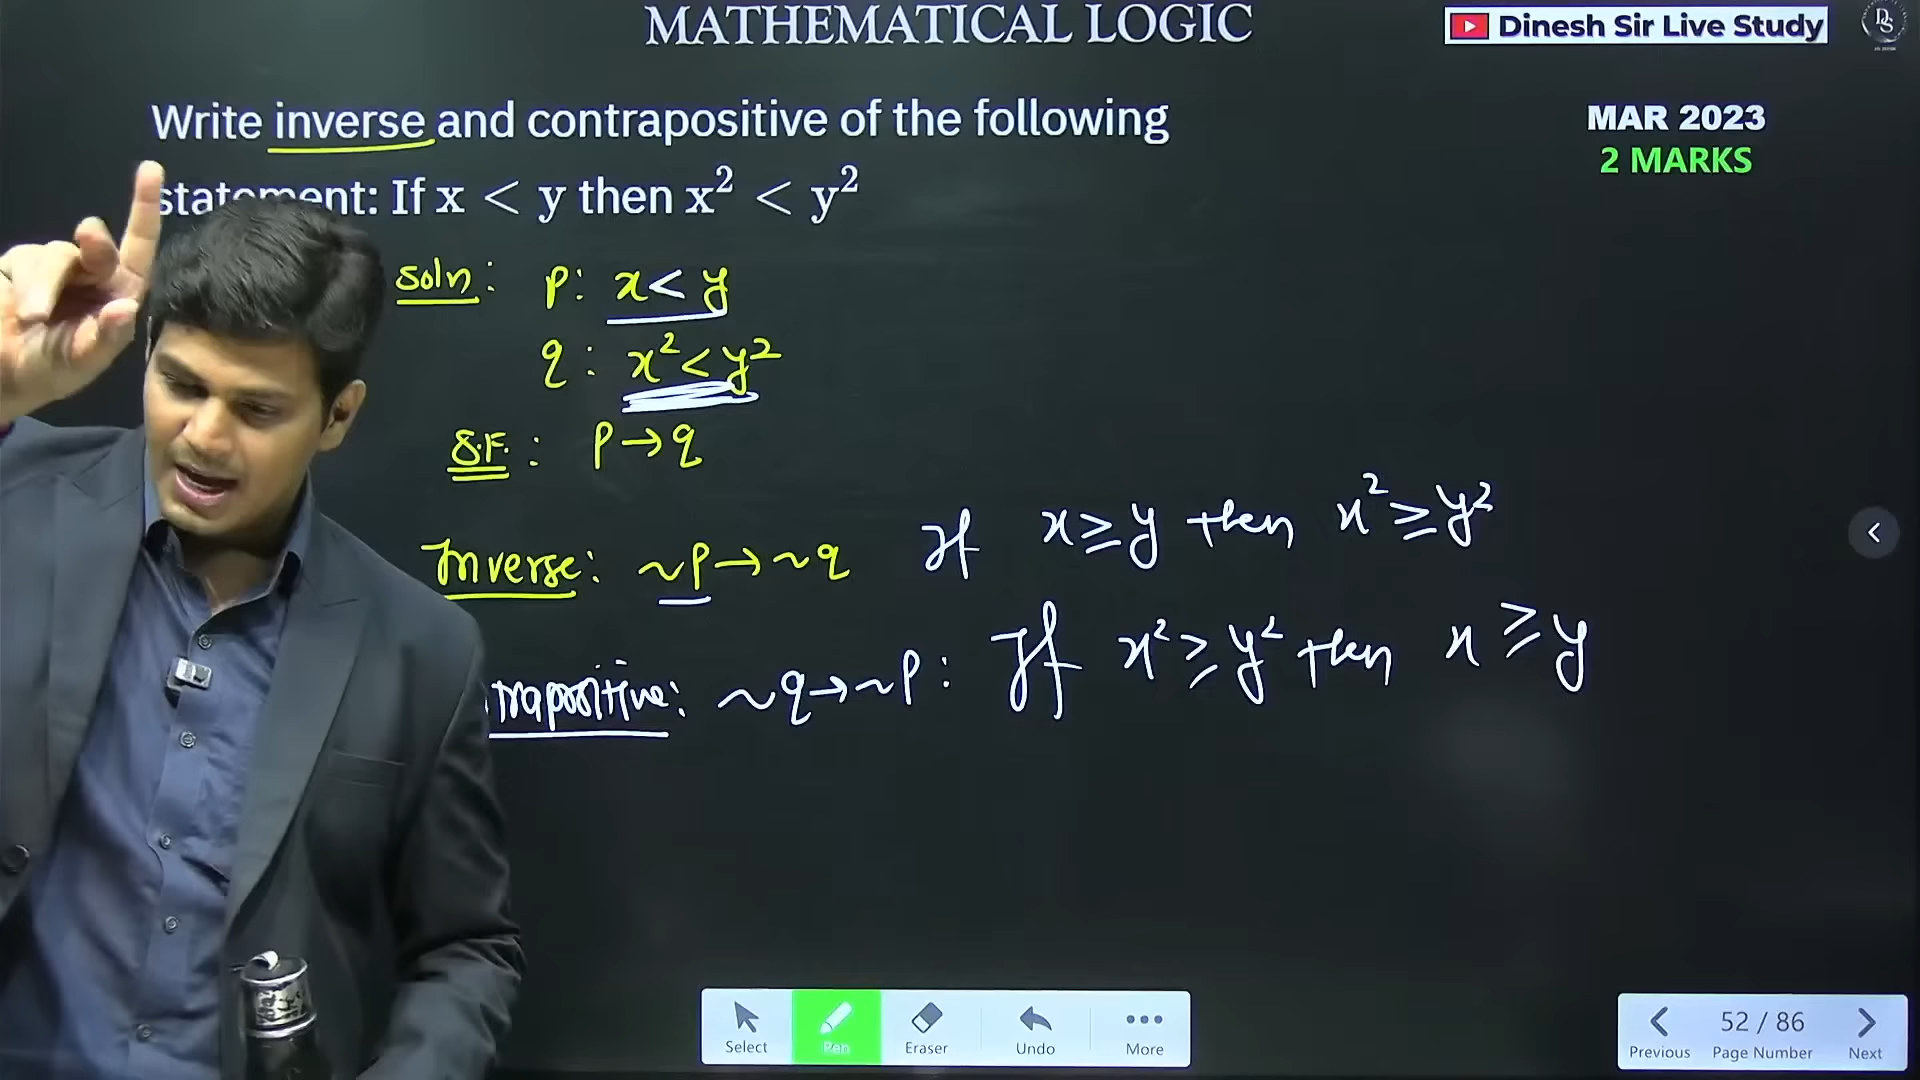 MATHEMATICAL LOGIC
Dinesh Sir Live Study
DS
MAR 2023
2 MARKS
Write inverse and contrapositive of the following
statement: If x < y then x² < y²
Soln: p: x < y
q: x² < y²
S.F.: p → q
Inverse: ~p → ~q If x ≥ y then x² ≥ y²
trapositive: ~q → ~p: If x² ≥ y² then x ≥ y
Select Pen Eraser Undo More
52 / 86
Previous Page Number Next